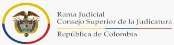 Rama Judicial
Consejo Superior de la Judicatura
República de Colombia